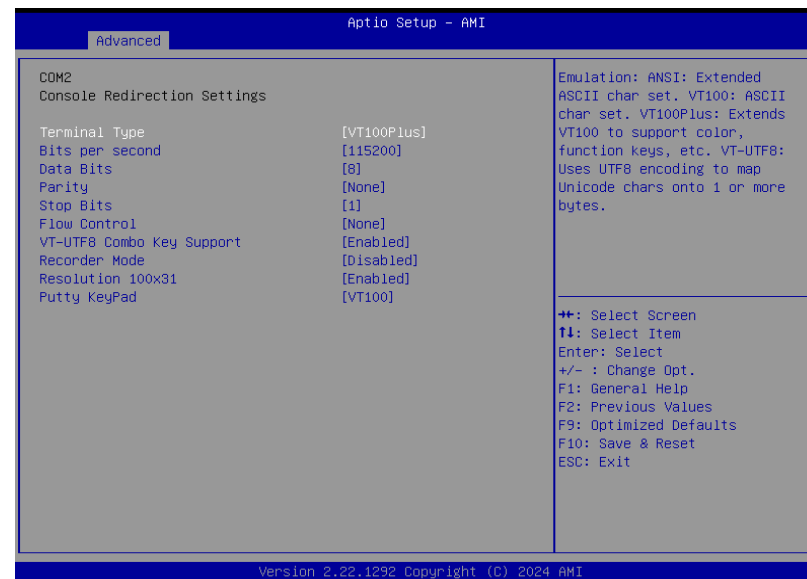 Aptio Setup – AMI
Advanced
COM2
Console Redirection Settings
Terminal Type [VT100Plus]
Bits per second [115200]
Data Bits [8]
Parity [None]
Stop Bits [1]
Flow Control [None]
VT-UTF8 Combo Key Support [Enabled]
Recorder Mode [Disabled]
Resolution 100x31 [Enabled]
Putty KeyPad [VT100]
Emulation: ANSI: Extended
ASCII char set. VT100: ASCII
char set. VT100Plus: Extends
VT100 to support color,
function keys, etc. VT-UTF8:
Uses UTF8 encoding to map
Unicode chars onto 1 or more
bytes.
→←: Select Screen
↑↓: Select Item
Enter: Select
+/- : Change Opt.
F1: General Help
F2: Previous Values
F9: Optimized Defaults
F10: Save & Reset
ESC: Exit
Version 2.22.1292 Copyright (C) 2024 AMI